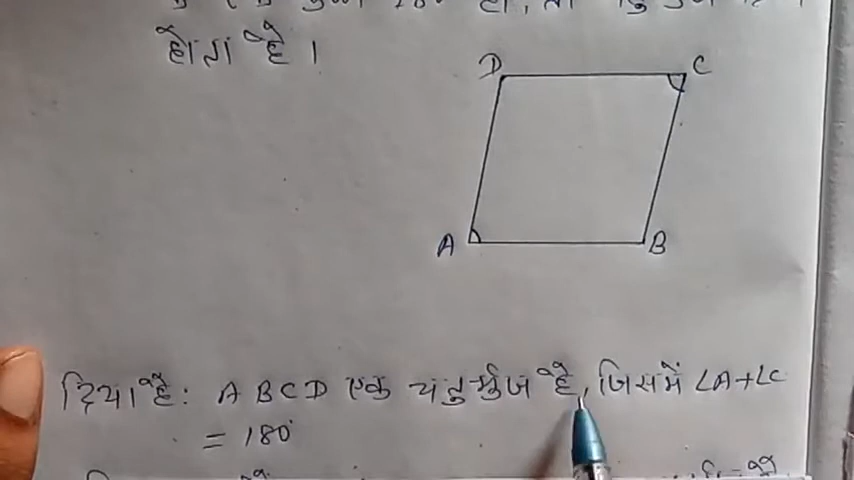 होता है ।
D C
A B
दिया है: ABCD एक चतुर्भुज है, जिसमें ∠A+∠C
= 180°